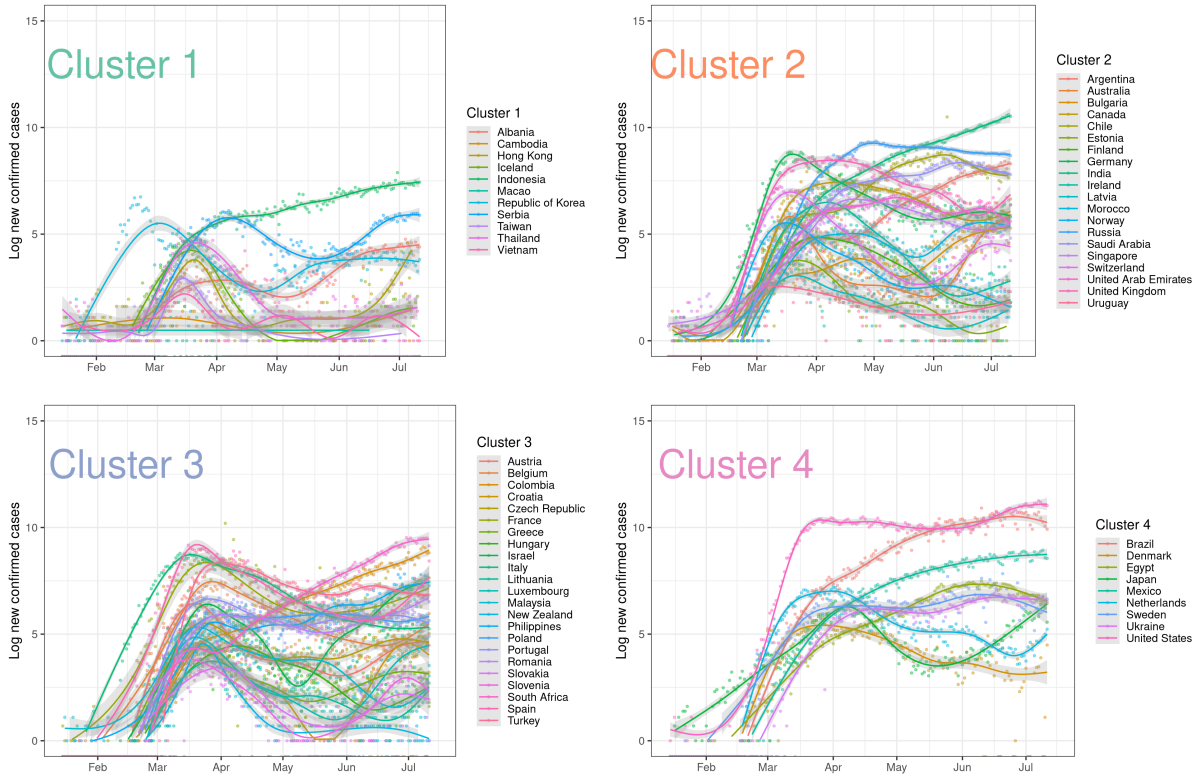 Cluster 1
Log new confirmed cases
15
10
5
0
Feb
Mar
Apr
May
Jun
Jul
Cluster 1
Albania
Cambodia
Hong Kong
Iceland
Indonesia
Macao
Republic of Korea
Serbia
Taiwan
Thailand
Vietnam
Cluster 2
Log new confirmed cases
15
10
5
0
Feb
Mar
Apr
May
Jun
Jul
Cluster 2
Argentina
Australia
Bulgaria
Canada
Chile
Estonia
Finland
Germany
India
Ireland
Latvia
Morocco
Norway
Russia
Saudi Arabia
Singapore
Switzerland
United Arab Emirates
United Kingdom
Uruguay
Cluster 3
Log new confirmed cases
15
10
5
0
Feb
Mar
Apr
May
Jun
Jul
Cluster 3
Austria
Belgium
Colombia
Croatia
Czech Republic
France
Greece
Hungary
Israel
Italy
Lithuania
Luxembourg
Malaysia
New Zealand
Philippines
Poland
Portugal
Romania
Slovakia
Slovenia
South Africa
Spain
Turkey
Cluster 4
Log new confirmed cases
15
10
5
0
Feb
Mar
Apr
May
Jun
Jul
Cluster 4
Brazil
Denmark
Egypt
Japan
Mexico
Netherlands
Sweden
Ukraine
United States